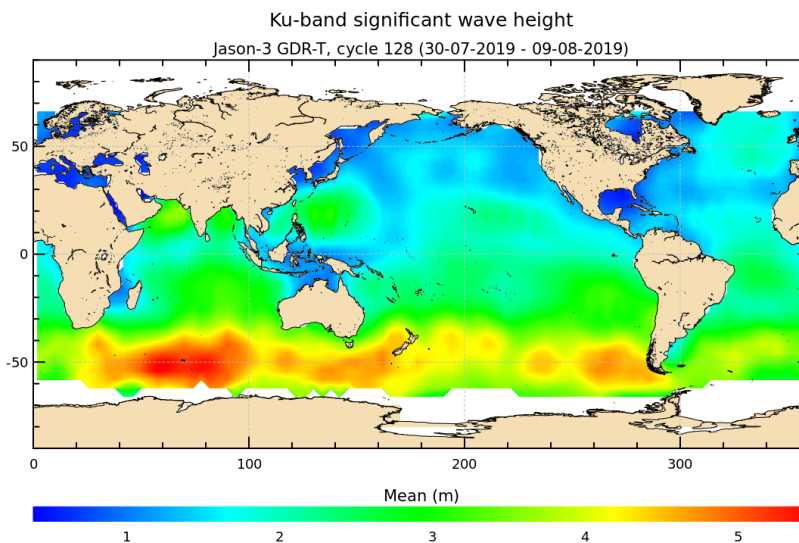 Ku-band significant wave height
Jason-3 GDR-T, cycle 128 (30-07-2019 - 09-08-2019)
50
0
-50
0 100 200 300
Mean (m)
1 2 3 4 5